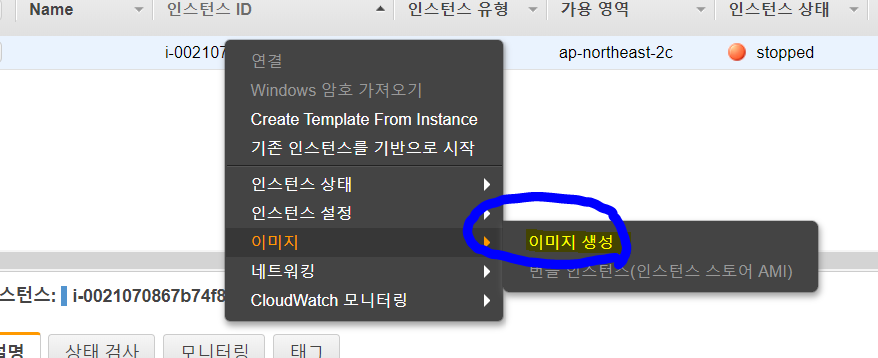 Name 인스턴스 ID 인스턴스 유형 가용 영역 인스턴스 상태
i-002107 ap-northeast-2c stopped
연결
Windows 암호 가져오기
Create Template From Instance
기존 인스턴스를 기반으로 시작
인스턴스 상태
인스턴스 설정
이미지 이미지 생성
번들 인스턴스(인스턴스 스토어 AMI)
네트워킹
CloudWatch 모니터링
스턴스: i-0021070867b74f8
설명 상태 검사 모니터링 태그